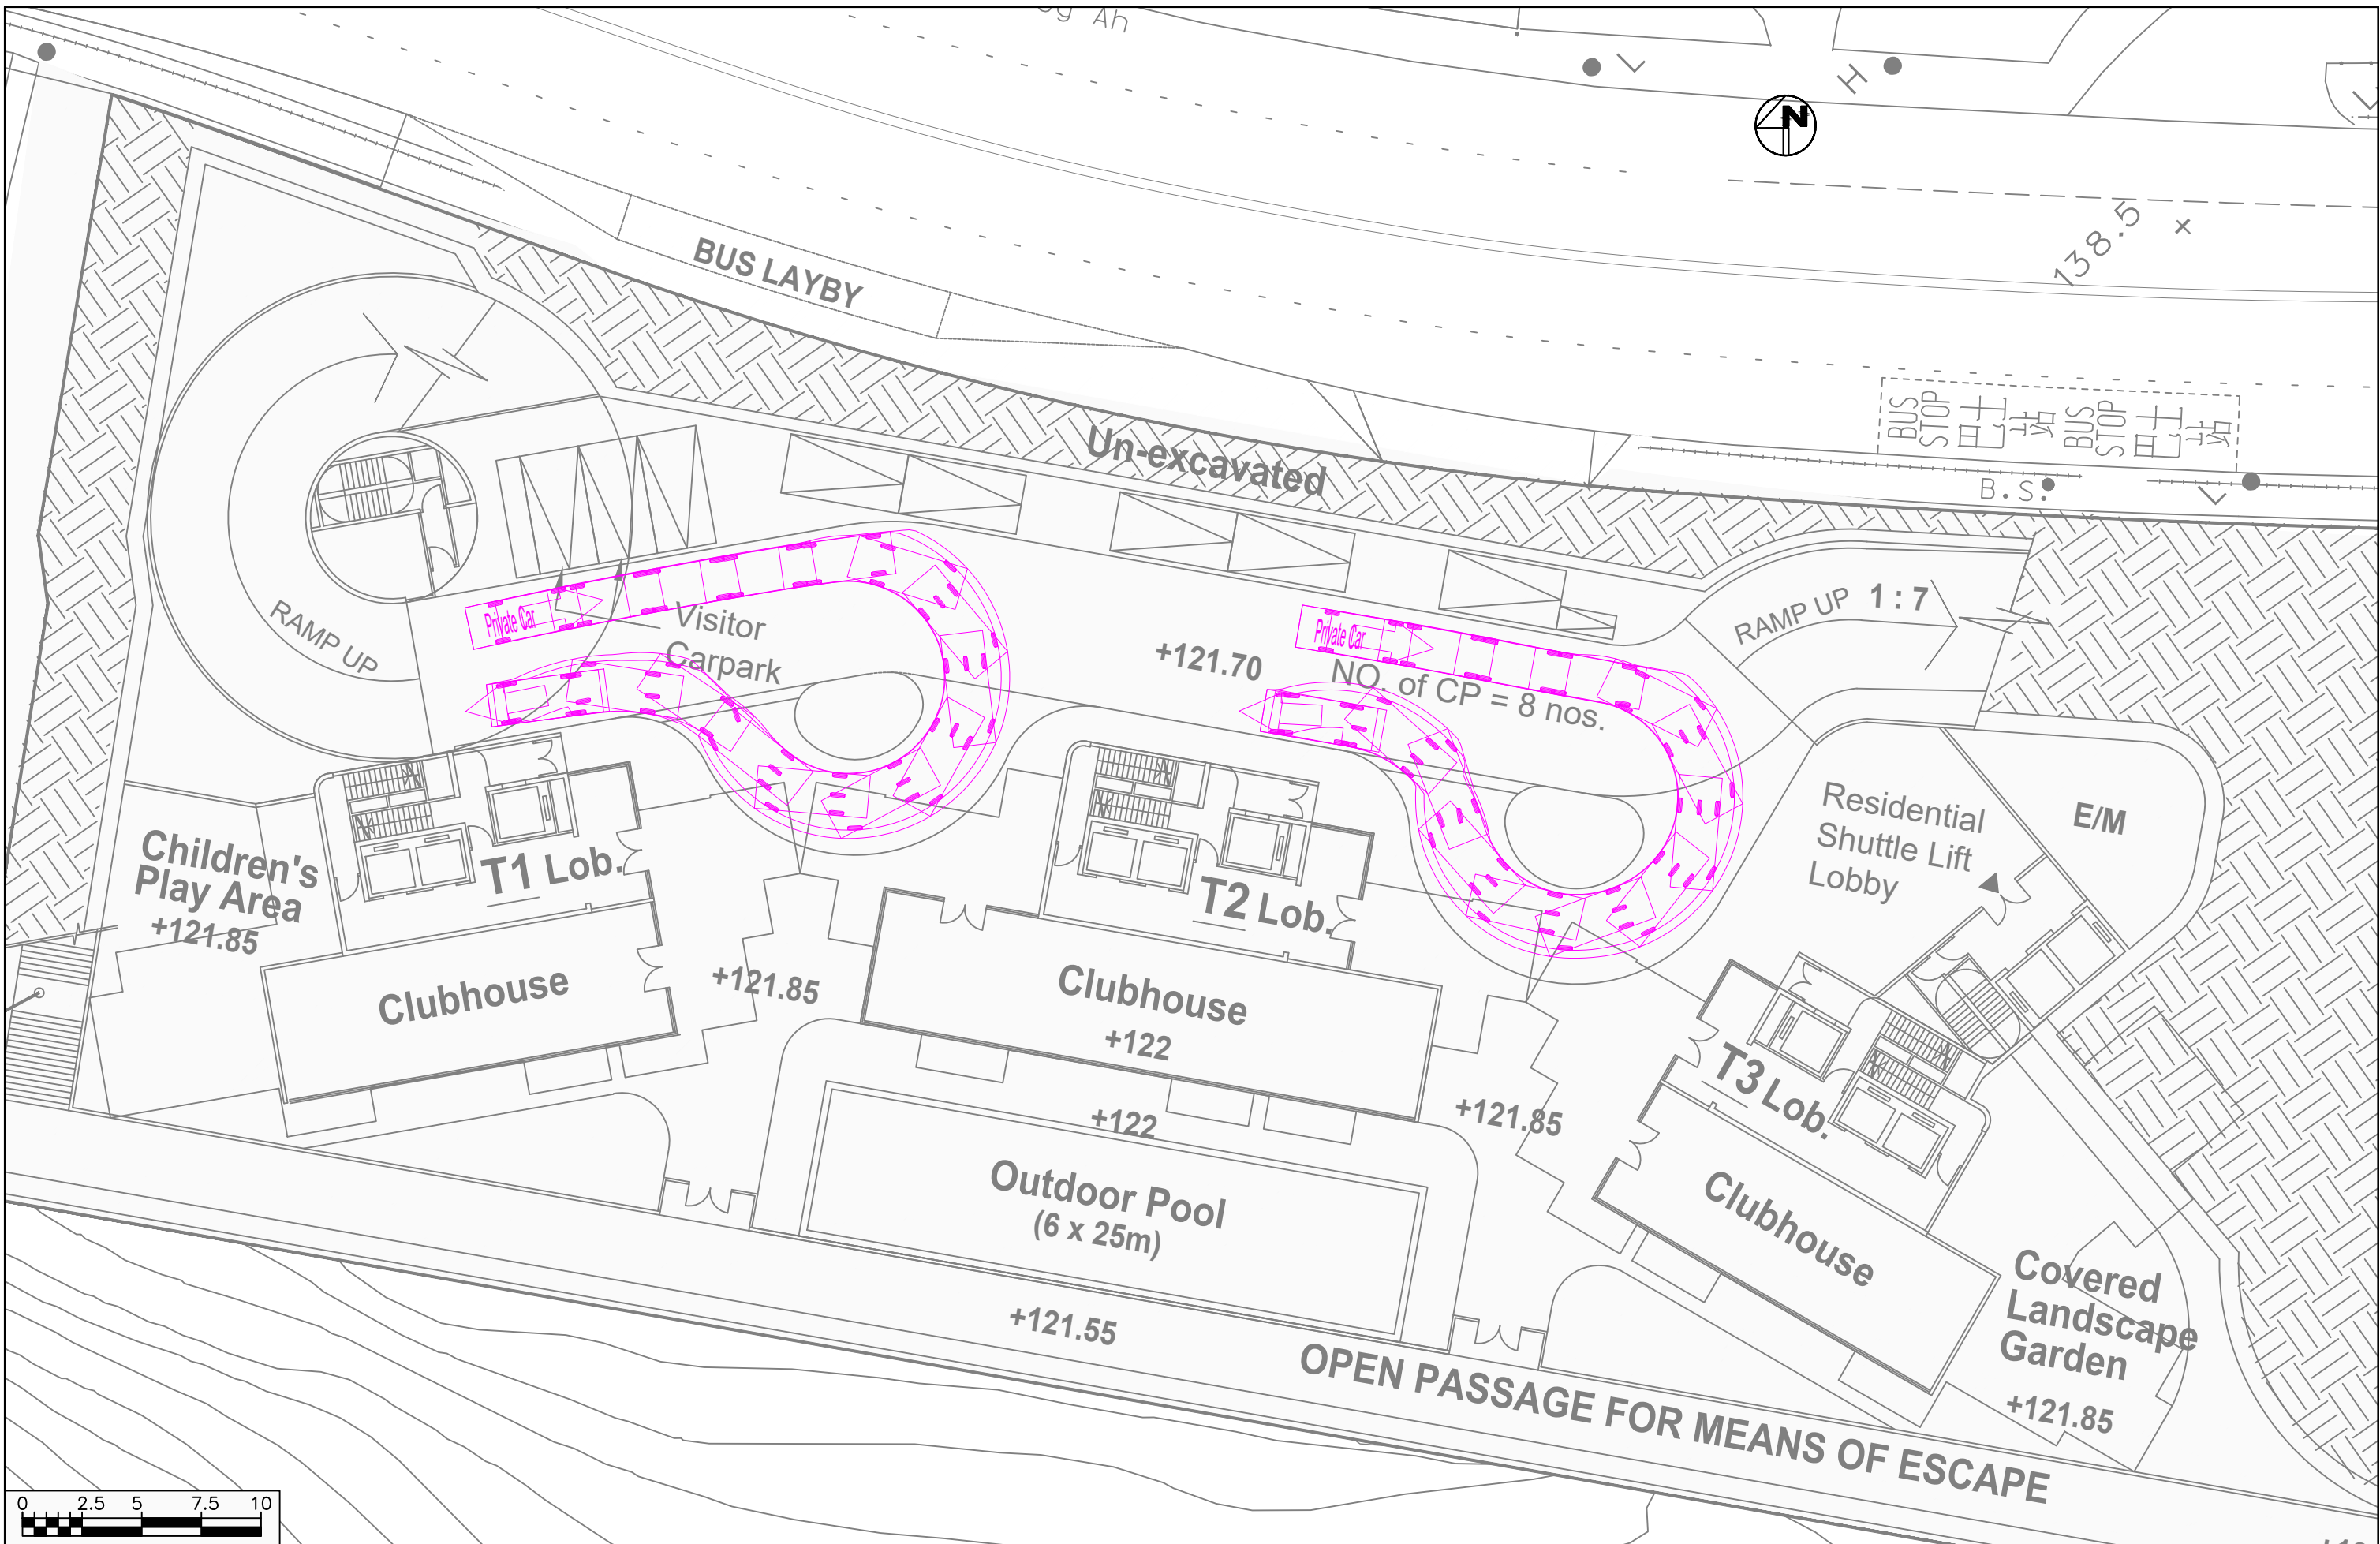 N
L
H
L
138.5
BUS LAYBY
BUS
STOP
巴士站
BUS
STOP
巴士站
Un-excavated
B.S.
L
RAMP UP
Private Car
Visitor
Carpark
+121.70
Private Car
NO. of CP = 8 nos.
RAMP UP 1 : 7
Residential
Shuttle Lift
Lobby
E/M
Children's
Play Area
+121.85
T1 Lob.
T2 Lob.
T3 Lob.
Clubhouse
+121.85
Clubhouse
+122
+122
+121.85
Clubhouse
Outdoor Pool
(6 x 25m)
Covered
Landscape
Garden
+121.85
+121.55
OPEN PASSAGE FOR MEANS OF ESCAPE
0 2.5 5 7.5 10